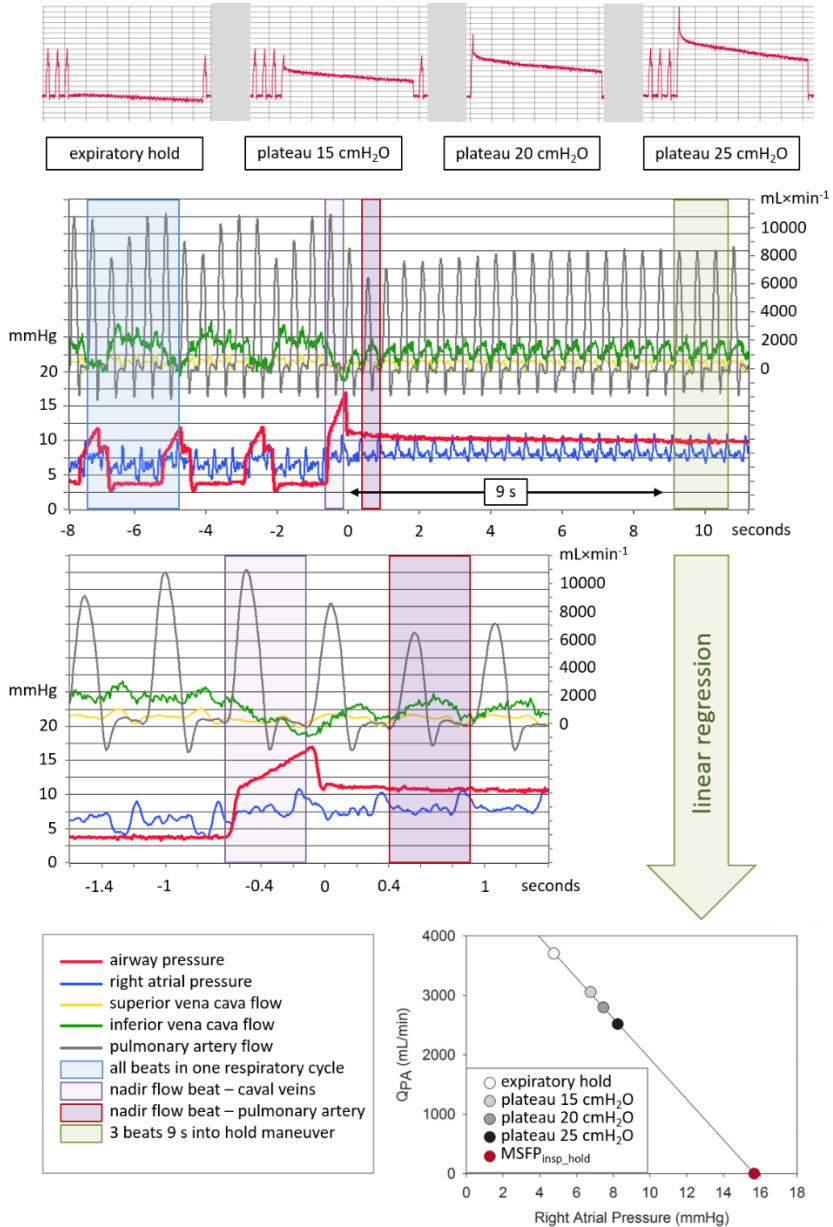 expiratory hold
plateau 15 cmH2O
plateau 20 cmH2O
plateau 25 cmH2O
mL×min-1
10000
8000
6000
4000
2000
0
mmHg
20
15
10
5
0
9 s
-8 -6 -4 -2 0 2 4 6 8 10 seconds
mL×min-1
10000
8000
6000
4000
2000
0
mmHg
20
15
10
5
0
-1.4 -1 -0.4 0 0.4 1 seconds
linear regression
airway pressure
right atrial pressure
superior vena cava flow
inferior vena cava flow
pulmonary artery flow
all beats in one respiratory cycle
nadir flow beat – caval veins
nadir flow beat – pulmonary artery
3 beats 9 s into hold maneuver
QPA (mL/min)
4000
3000
2000
1000
0
expiratory hold
plateau 15 cmH2O
plateau 20 cmH2O
plateau 25 cmH2O
MSFPinsp_hold
0 2 4 6 8 10 12 14 16 18
Right Atrial Pressure (mmHg)